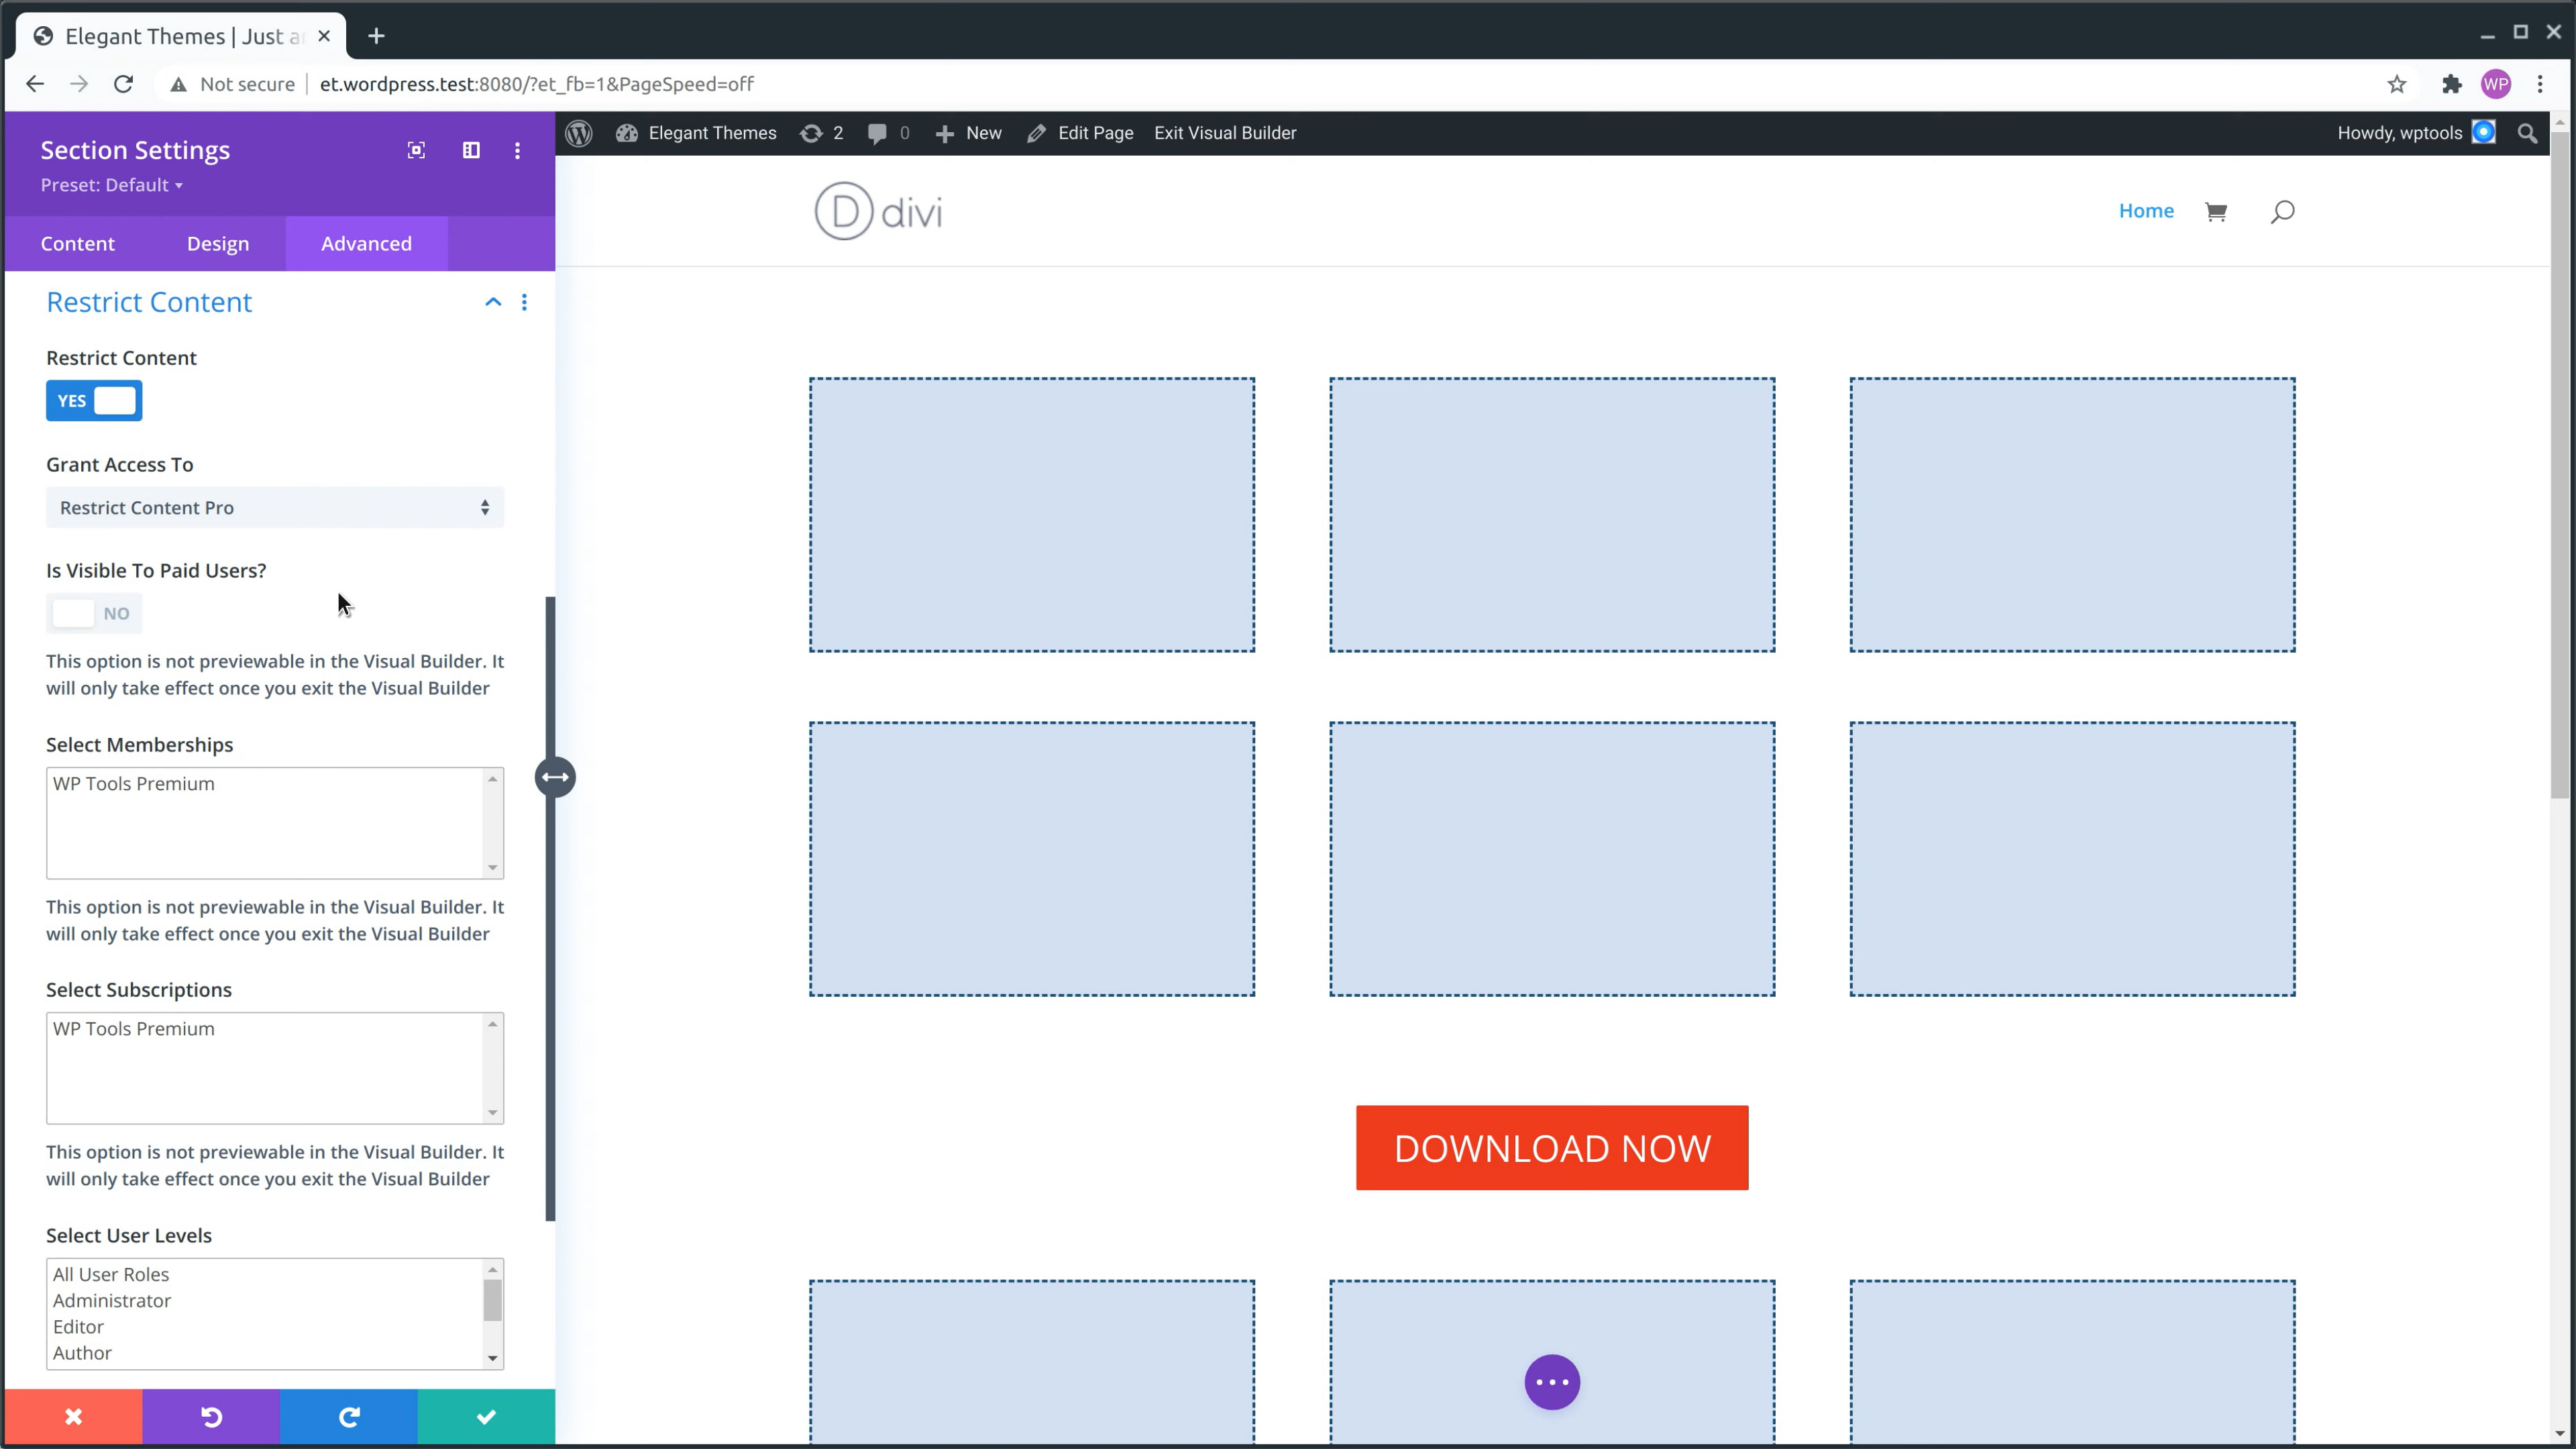 Elegant Themes | Just a
Not secure
et.wordpress.test:8080/?et_fb=1&PageSpeed=off
WP
Section Settings
Preset: Default
Content
Design
Advanced
Elegant Themes
2
0
New
Edit Page
Exit Visual Builder
Howdy, wptools
D divi
Home
Restrict Content
Restrict Content
YES
Grant Access To
Restrict Content Pro
Is Visible To Paid Users?
NO
This option is not previewable in the Visual Builder. It
will only take effect once you exit the Visual Builder
Select Memberships
WP Tools Premium
This option is not previewable in the Visual Builder. It
will only take effect once you exit the Visual Builder
Select Subscriptions
WP Tools Premium
This option is not previewable in the Visual Builder. It
will only take effect once you exit the Visual Builder
Select User Levels
All User Roles
Administrator
Editor
Author
DOWNLOAD NOW